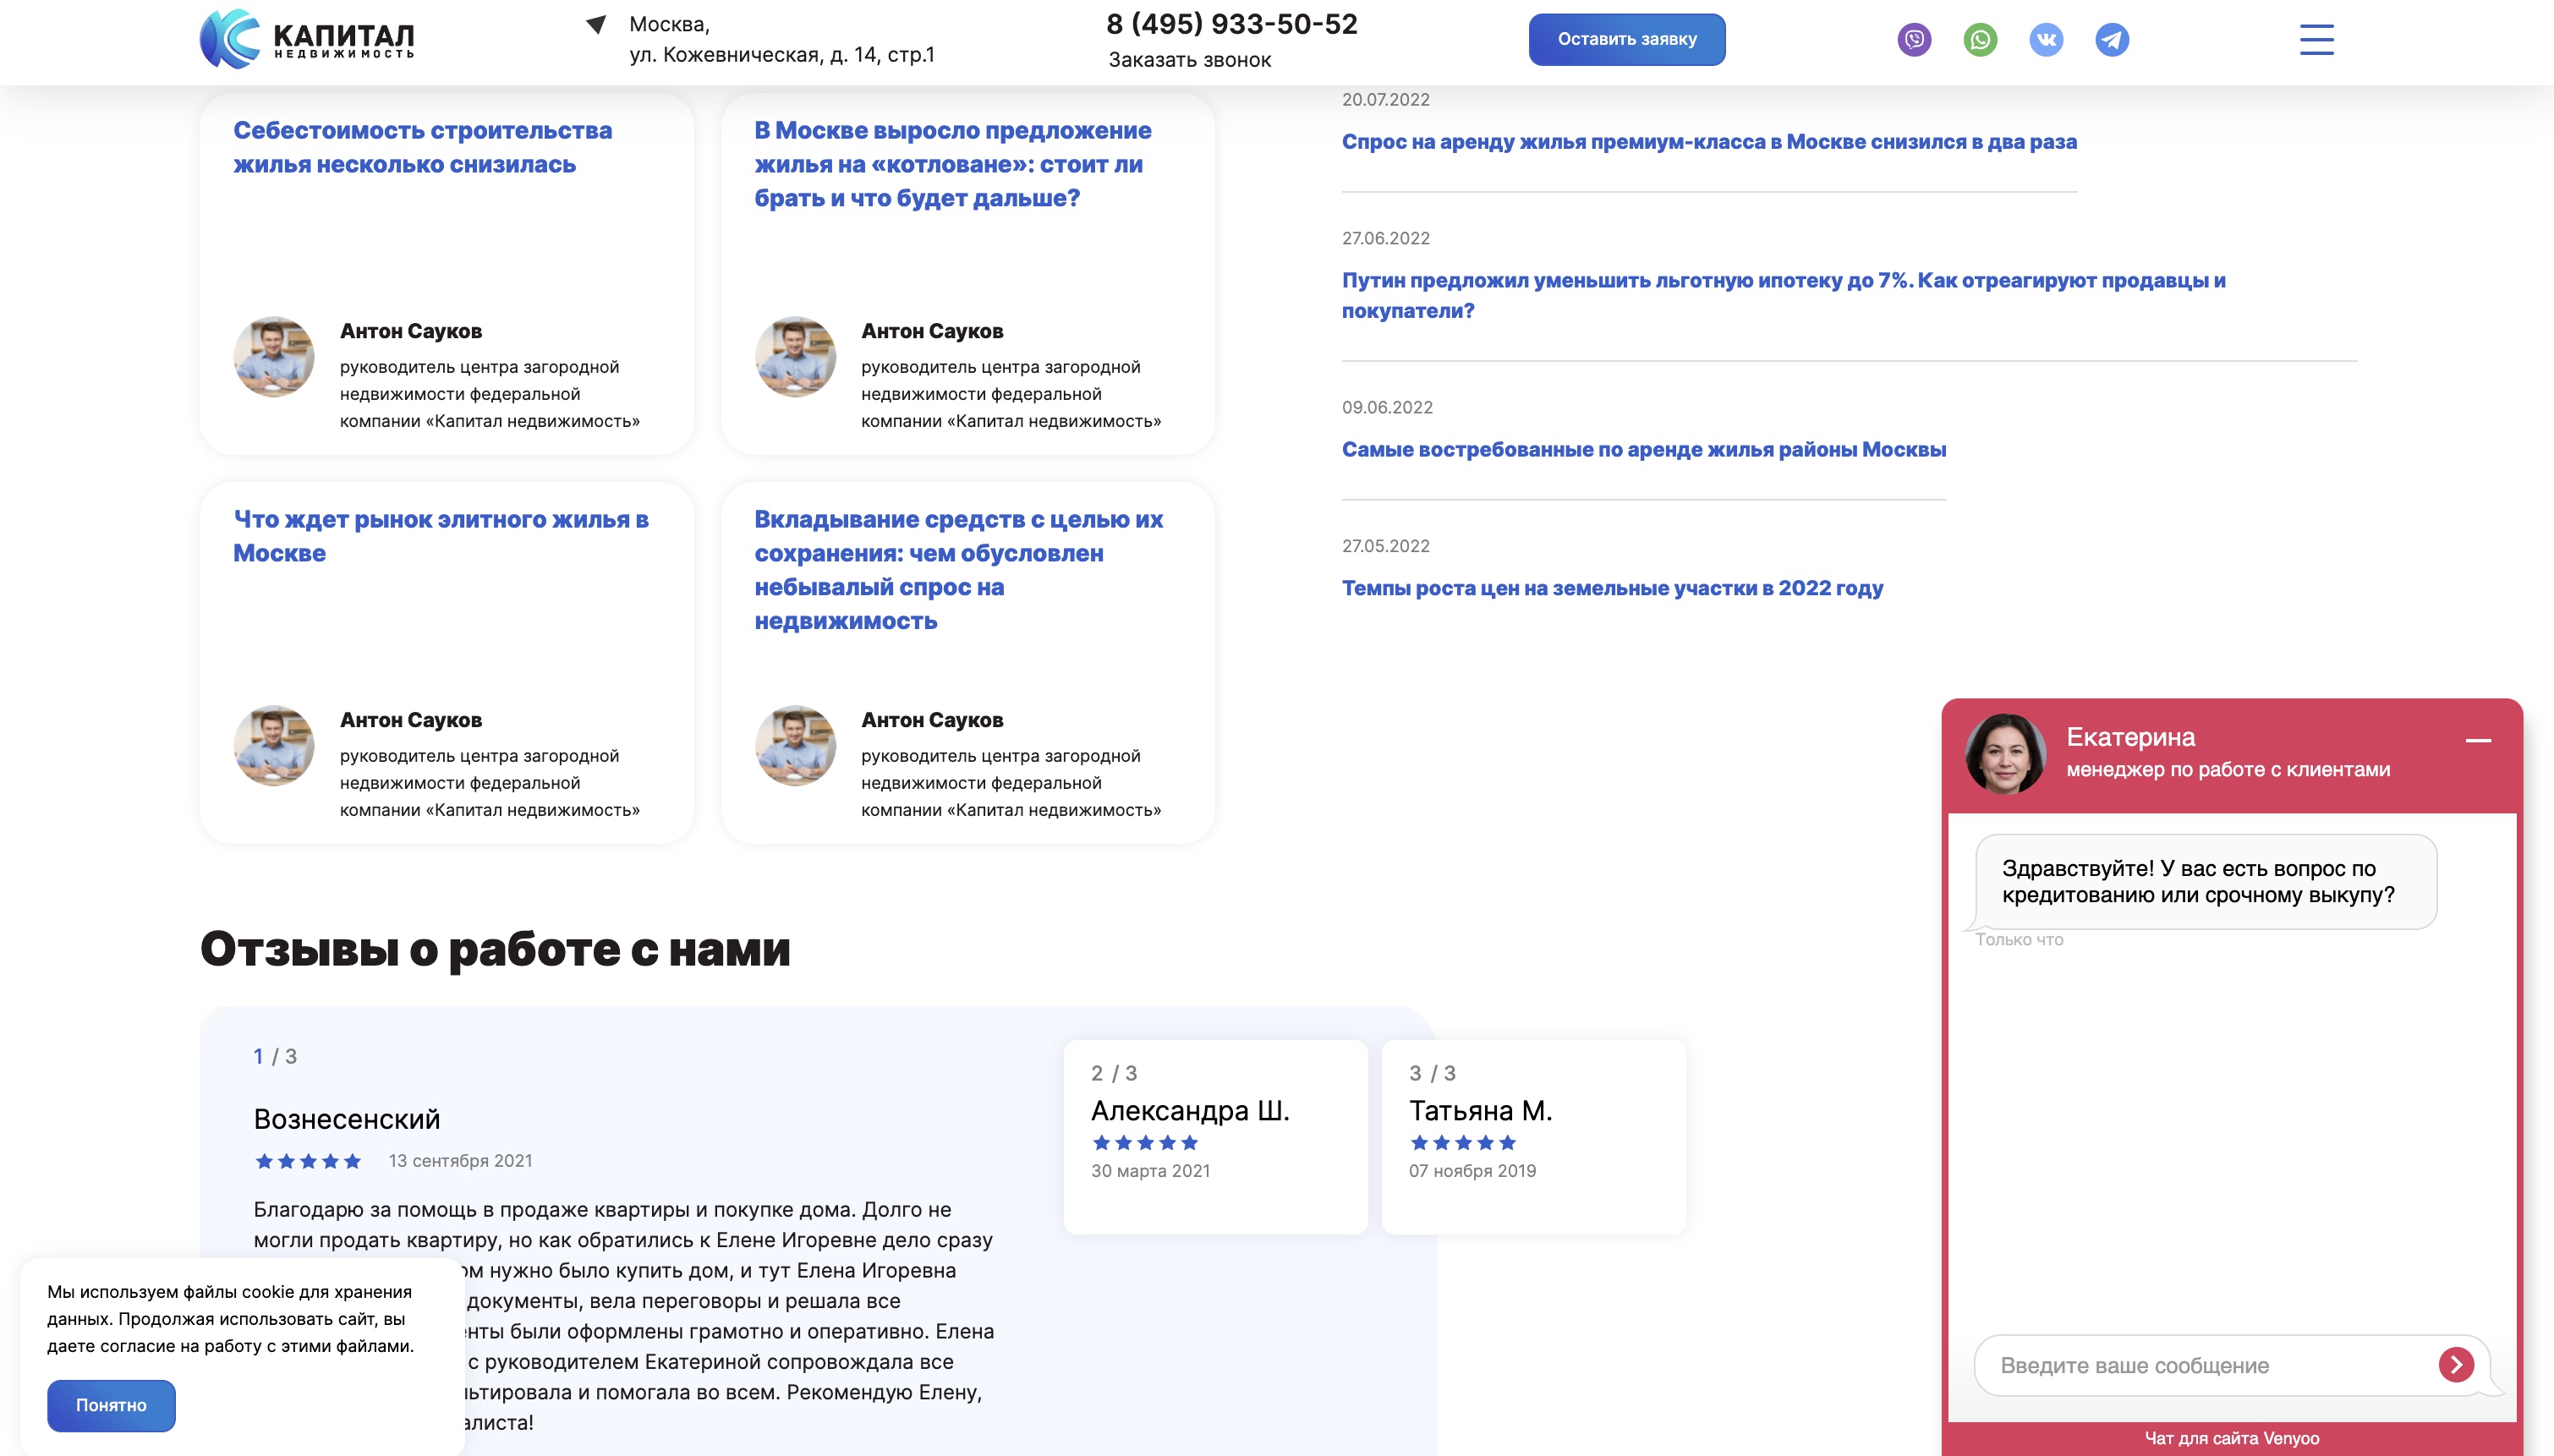 КАПИТАЛ
НЕДВИЖИМОСТЬ
Москва,
ул. Кожевническая, д. 14, стр.1
8 (495) 933-50-52
Заказать звонок
Оставить заявку
Себестоимость строительства
жилья несколько снизилась
Антон Сауков
руководитель центра загородной
недвижимости федеральной
компании «Капитал недвижимость»
В Москве выросло предложение
жилья на «котловане»: стоит ли
брать и что будет дальше?
Антон Сауков
руководитель центра загородной
недвижимости федеральной
компании «Капитал недвижимость»
Что ждет рынок элитного жилья в
Москве
Антон Сауков
руководитель центра загородной
недвижимости федеральной
компании «Капитал недвижимость»
Вкладывание средств с целью их
сохранения: чем обусловлен
небывалый спрос на
недвижимость
Антон Сауков
руководитель центра загородной
недвижимости федеральной
компании «Капитал недвижимость»
20.07.2022
Спрос на аренду жилья премиум-класса в Москве снизился в два раза
27.06.2022
Путин предложил уменьшить льготную ипотеку до 7%. Как отреагируют продавцы и
покупатели?
09.06.2022
Самые востребованные по аренде жилья районы Москвы
27.05.2022
Темпы роста цен на земельные участки в 2022 году
Отзывы о работе с нами
1 / 3
Вознесенский
13 сентября 2021
Благодарю за помощь в продаже квартиры и покупке дома. Долго не
могли продать квартиру, но как обратились к Елене Игоревне дело сразу
ом нужно было купить дом, и тут Елена Игоревна
документы, вела переговоры и решала все
енты были оформлены грамотно и оперативно. Елена
с руководителем Екатериной сопровождала все
льтировала и помогала во всем. Рекомендую Елену,
алиста!
2 / 3
Александра Ш.
30 марта 2021
3 / 3
Татьяна М.
07 ноября 2019
Мы используем файлы cookie для хранения
данных. Продолжая использовать сайт, вы
даете согласие на работу с этими файлами.
Понятно
Екатерина
менеджер по работе с клиентами
Здравствуйте! У вас есть вопрос по
кредитованию или срочному выкупу?
Только что
Введите ваше сообщение
Чат для сайта Venyoo